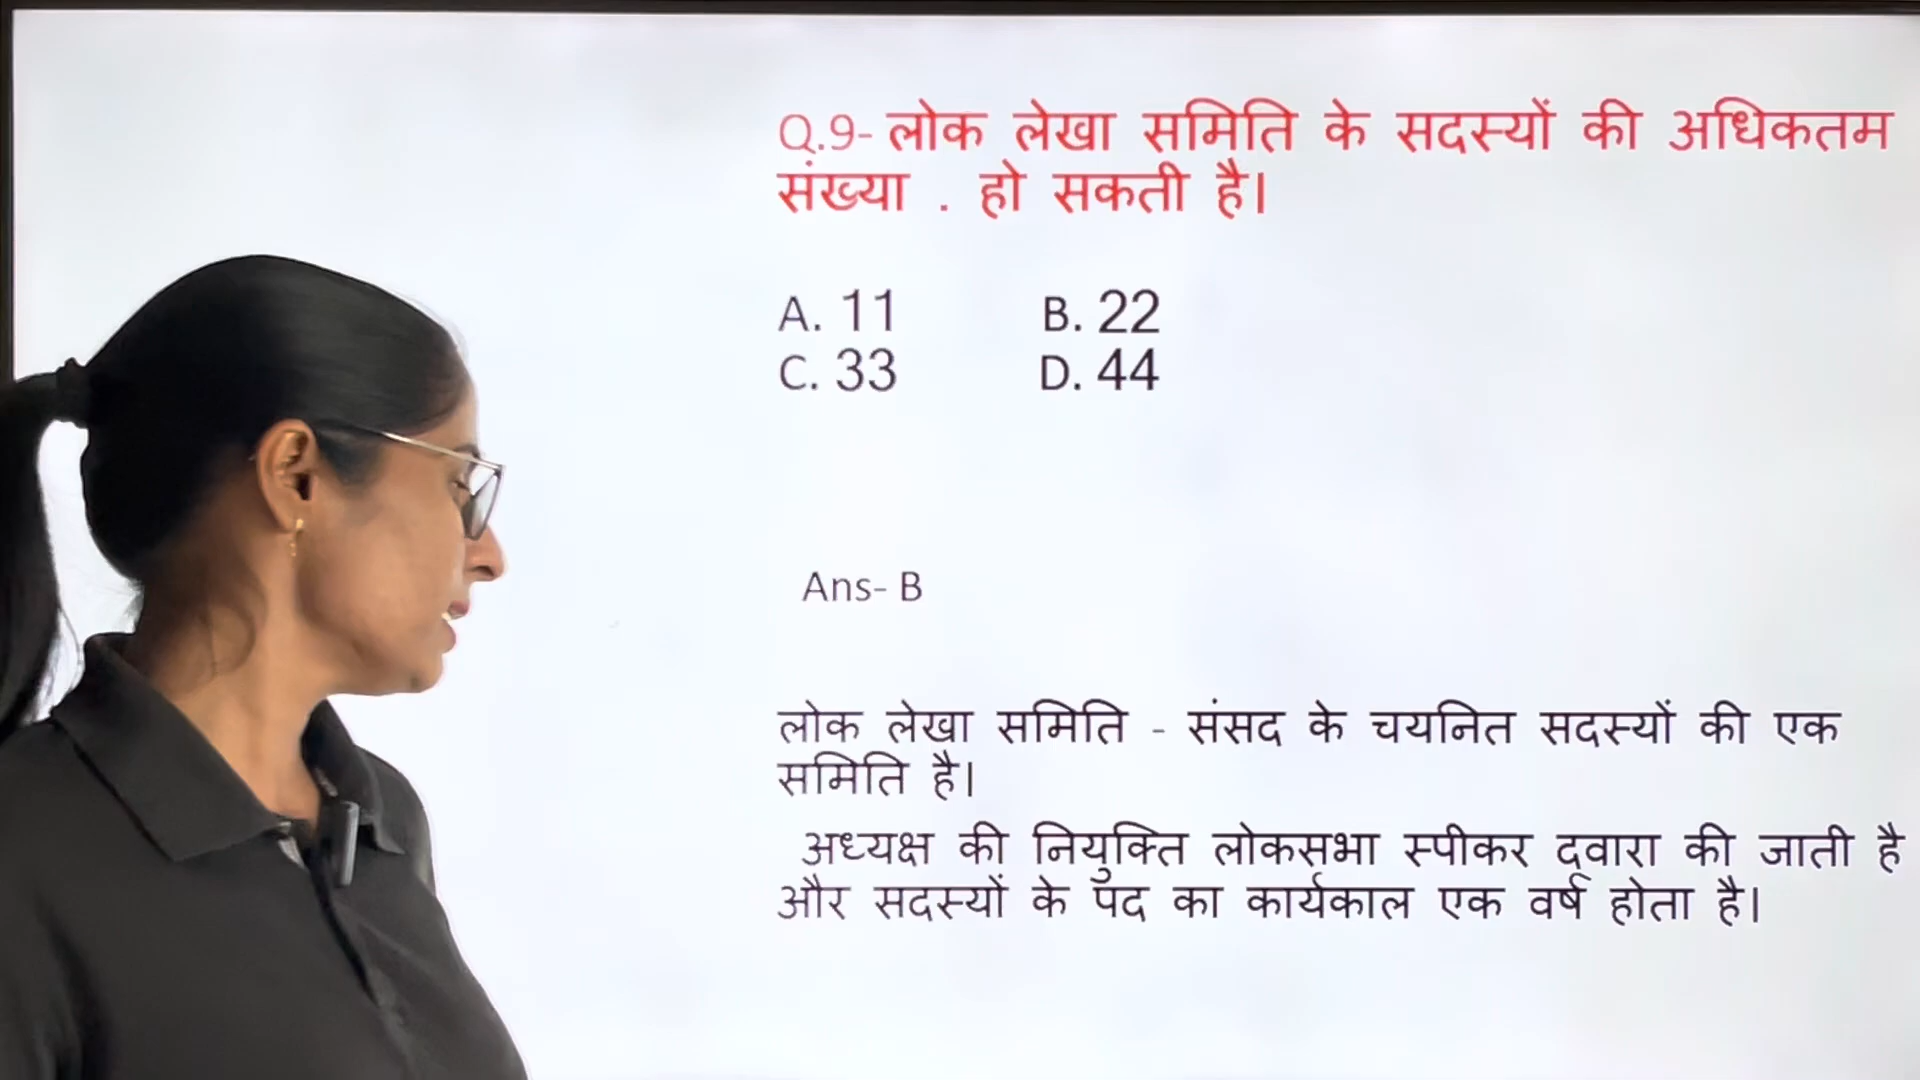 Q.9- लोक लेखा समिति के सदस्यों की अधिकतम
संख्या . हो सकती है।
A. 11 B. 22
C. 33 D. 44
Ans- B
लोक लेखा समिति - संसद के चयनित सदस्यों की एक
समिति है।
अध्यक्ष की नियुक्ति लोकसभा स्पीकर द्वारा की जाती है
और सदस्यों के पद का कार्यकाल एक वर्ष होता है।